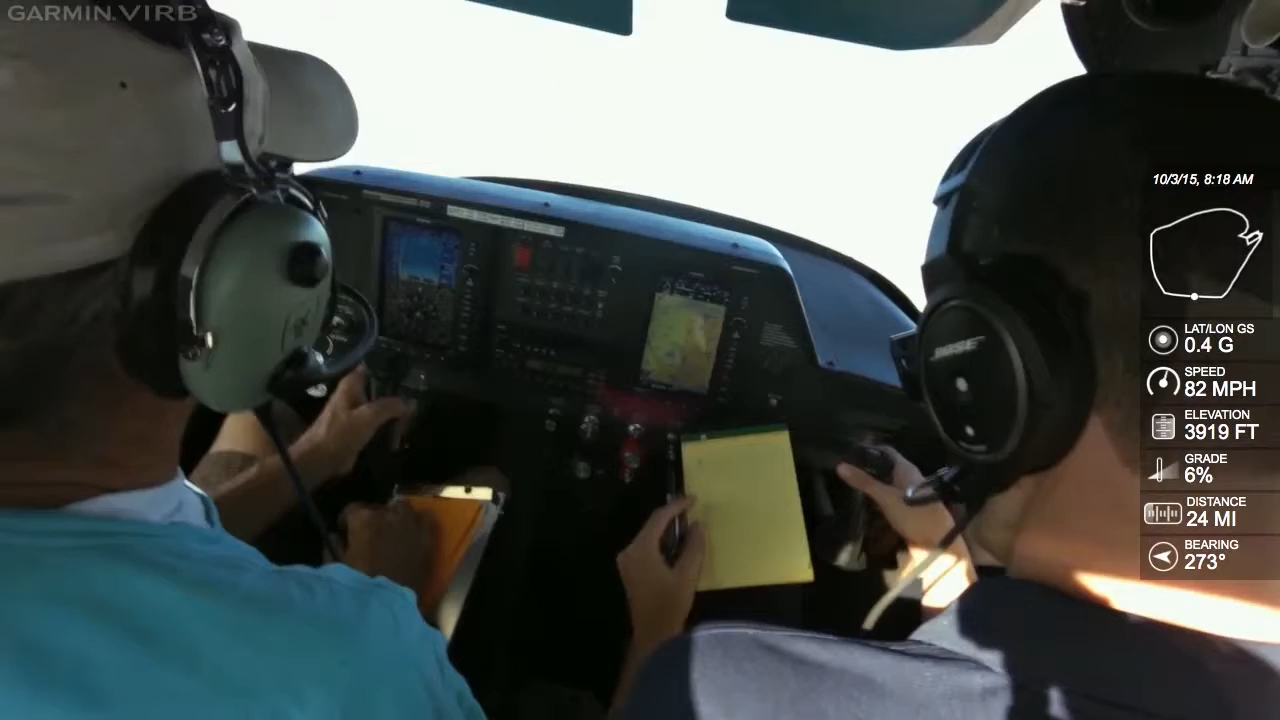 GARMIN.VIRB
10/3/15, 8:18 AM
LAT/LON GS
0.4 G
SPEED
82 MPH
ELEVATION
3919 FT
GRADE
6%
DISTANCE
24 MI
BEARING
273°
BOSE